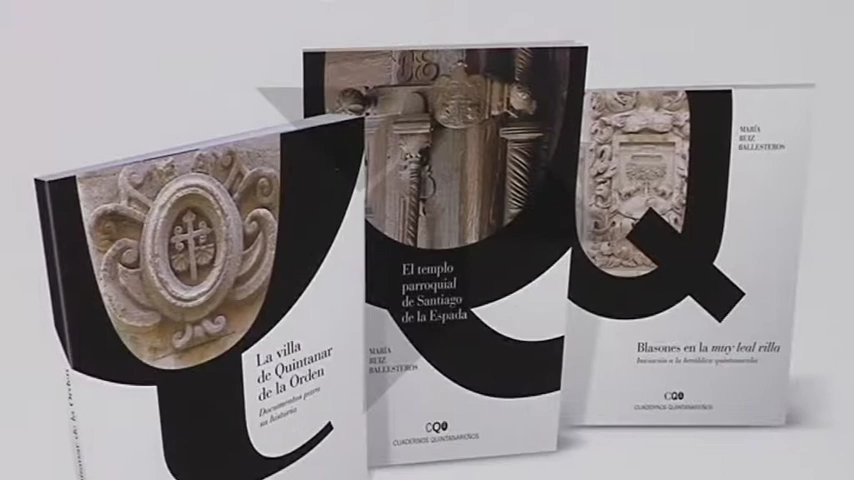 La villa
de Quintanar
de la Orden
Documentos para
su historia
El templo
parroquial
de Santiago
de la Espada
MARÍA
RUIZ
BALLESTEROS
CUADERNOS QUINTANAREÑOS
MARÍA
RUIZ
BALLESTEROS
Blasones en la muy leal villa
Iniciación a la heráldica quintanareña
CUADERNOS QUINTANAREÑOS